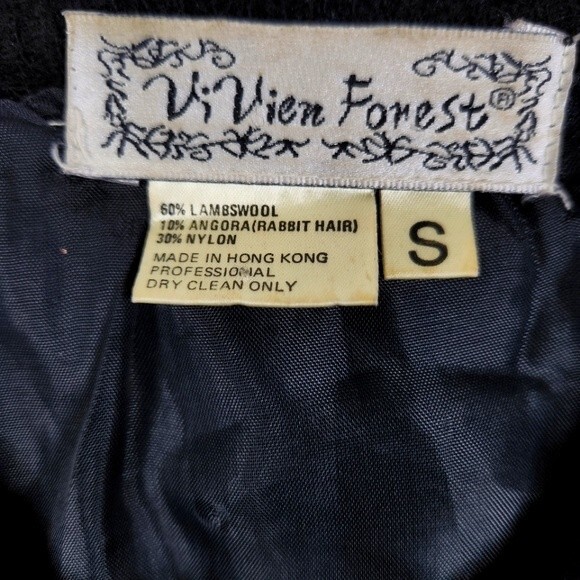 ViVien Forest®
60% LAMBSWOOL
10% ANGORA(RABBIT HAIR)
30% NYLON
MADE IN HONG KONG
PROFESSIONAL
DRY CLEAN ONLY
S